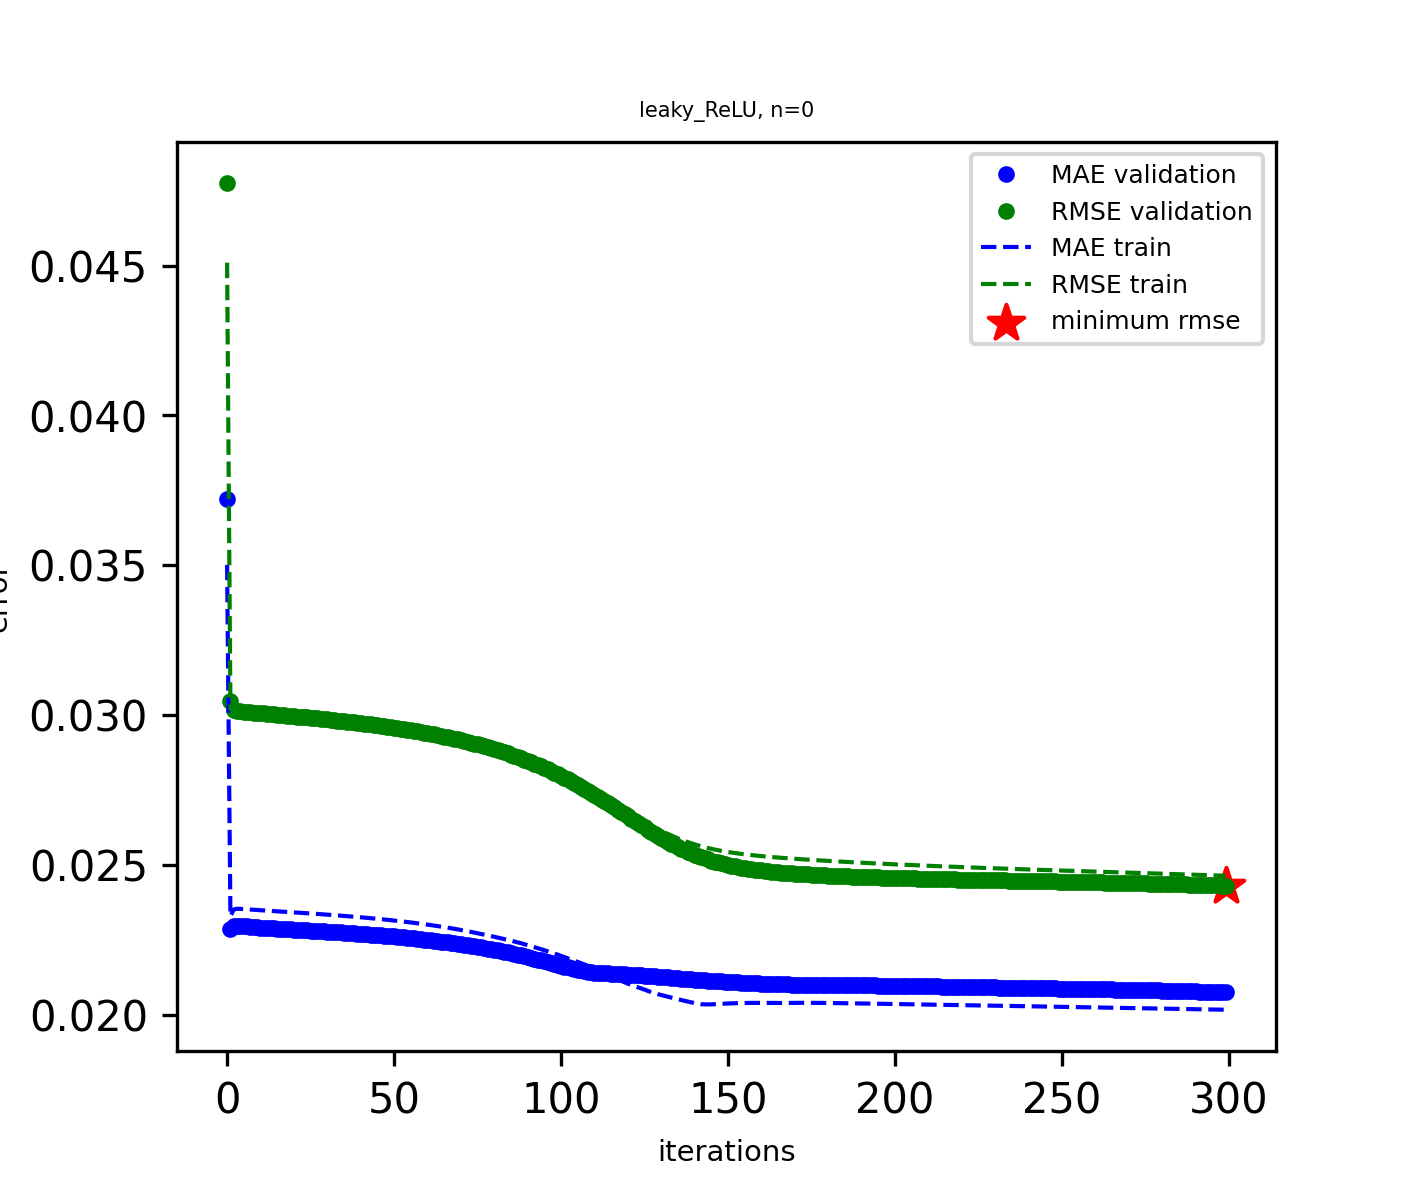 leaky_ReLU, n=0
MAE validation
RMSE validation
MAE train
RMSE train
minimum rmse
0.045
0.040
0.035
0.030
0.025
0.020
0 50 100 150 200 250 300
iterations